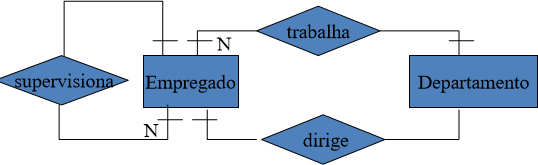 trabalha
N
supervisiona
Empregado
Departamento
N
dirige